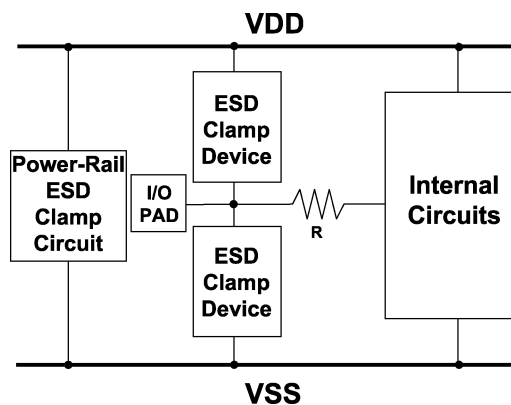 VDD
ESD
Clamp
Device
Power-Rail
ESD
Clamp
Circuit
I/O
PAD
R
Internal
Circuits
ESD
Clamp
Device
VSS